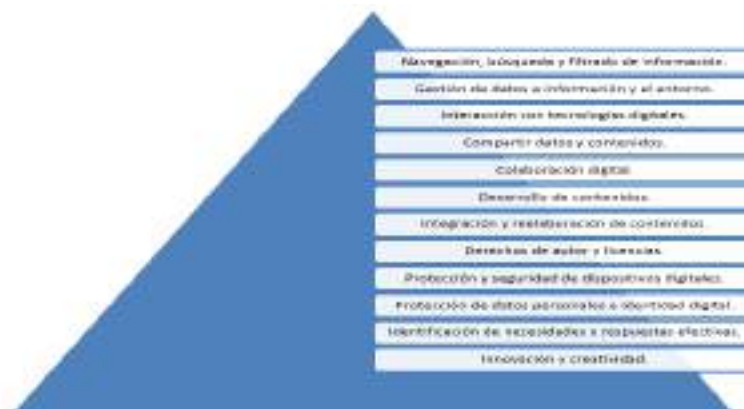 Navegación, búsqueda y filtrado de información.
Gestión de datos e información y el entorno.
Interacción con tecnologías digitales.
Compartir datos y contenidos.
Colaboración digital
Desarrollo de contenidos.
Integración y reelaboración de contenidos.
Derechos de autor y licencias.
Protección y seguridad de dispositivos digitales.
Protección de datos personales e identidad digital.
Identificación de necesidades y respuestas efectivas.
Innovación y creatividad.